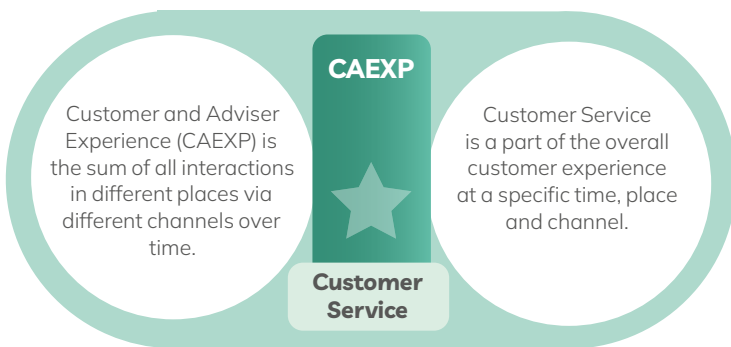 Customer and Adviser
Experience (CAEXP) is
the sum of all interactions
in different places via
different channels over
time.
CAEXP
Customer
Service
Customer Service
is a part of the overall
customer experience
at a specific time, place
and channel.